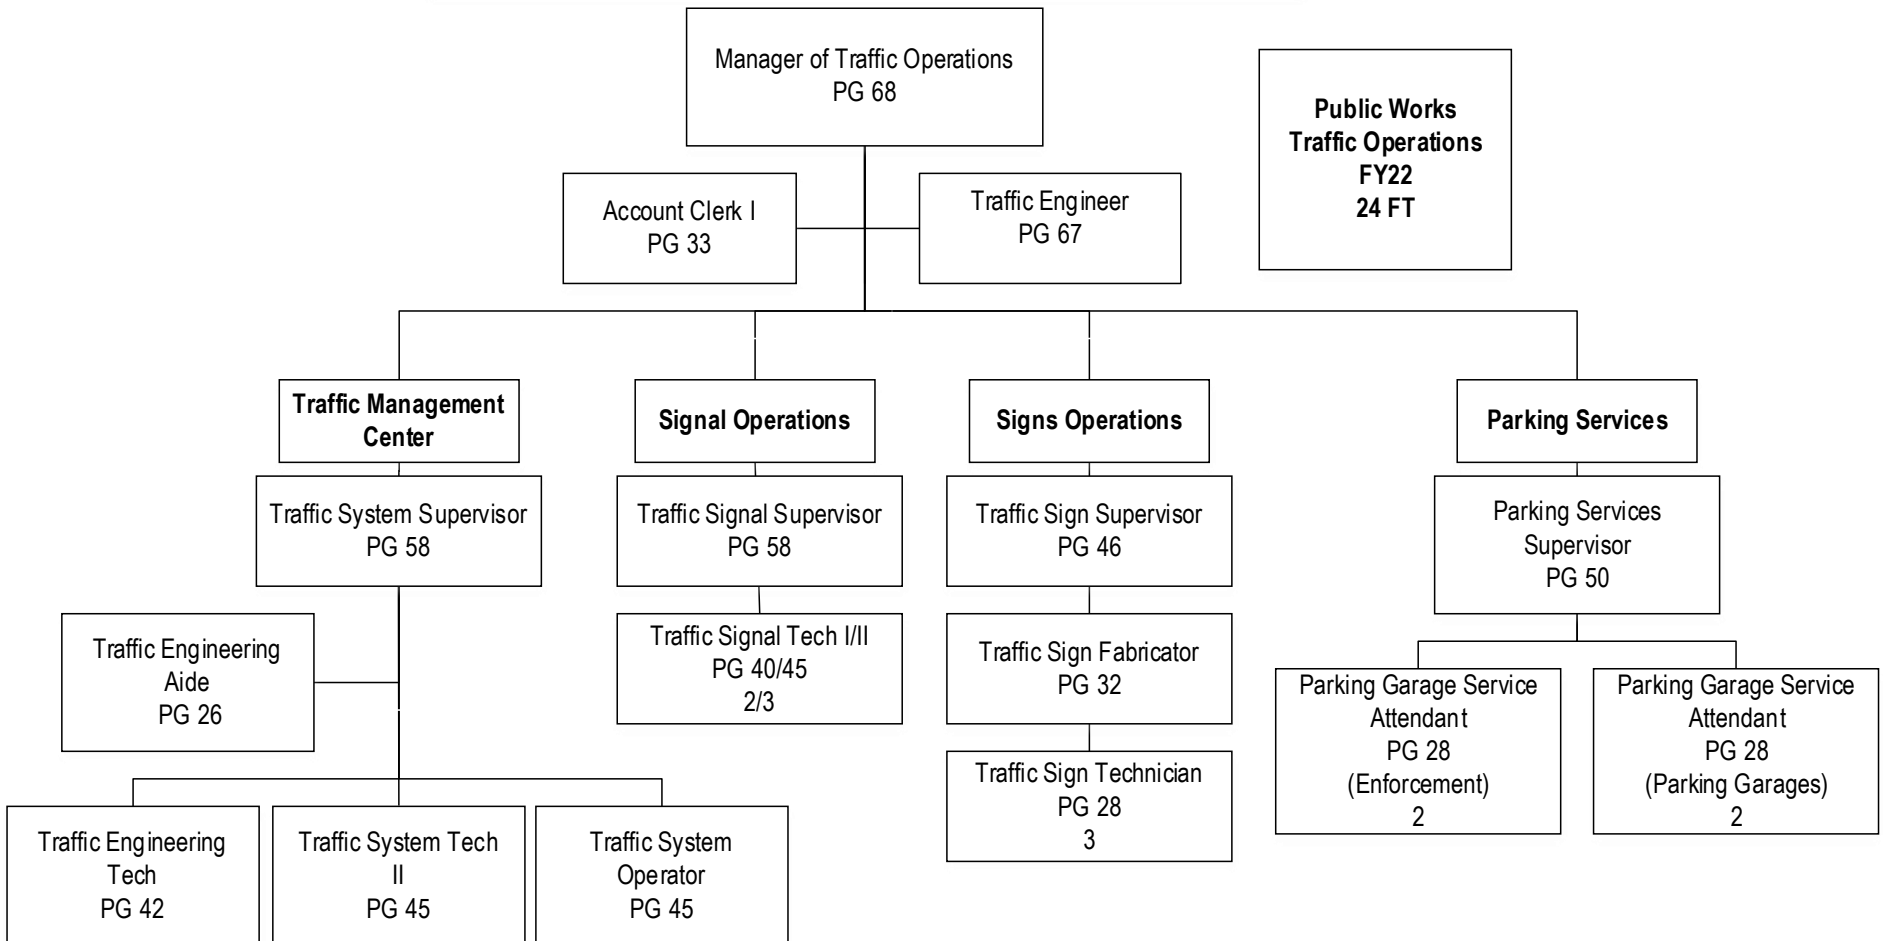 Manager of Traffic Operations
PG 68
Public Works
Traffic Operations
FY22
24 FT
Account Clerk I
PG 33
Traffic Engineer
PG 67
Traffic Management
Center
Signal Operations
Signs Operations
Parking Services
Traffic System Supervisor
PG 58
Traffic Signal Supervisor
PG 58
Traffic Sign Supervisor
PG 46
Parking Services
Supervisor
PG 50
Traffic Engineering
Aide
PG 26
Traffic Signal Tech I/II
PG 40/45
2/3
Traffic Sign Fabricator
PG 32
Parking Garage Service
Attendant
PG 28
(Enforcement)
2
Parking Garage Service
Attendant
PG 28
(Parking Garages)
2
Traffic Sign Technician
PG 28
3
Traffic Engineering
Tech
PG 42
Traffic System Tech
II
PG 45
Traffic System
Operator
PG 45